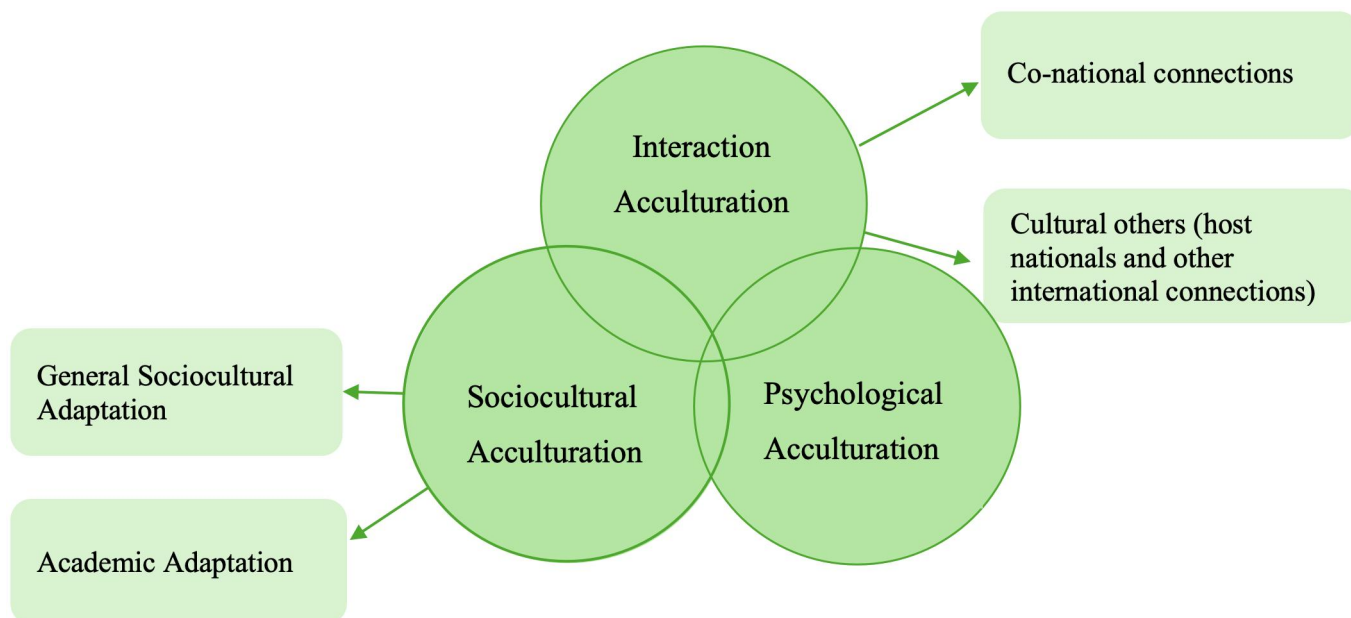 Interaction
Acculturation
Co-national connections
Cultural others (host
nationals and other
international connections)
General Sociocultural
Adaptation
Sociocultural
Acculturation
Psychological
Acculturation
Academic Adaptation